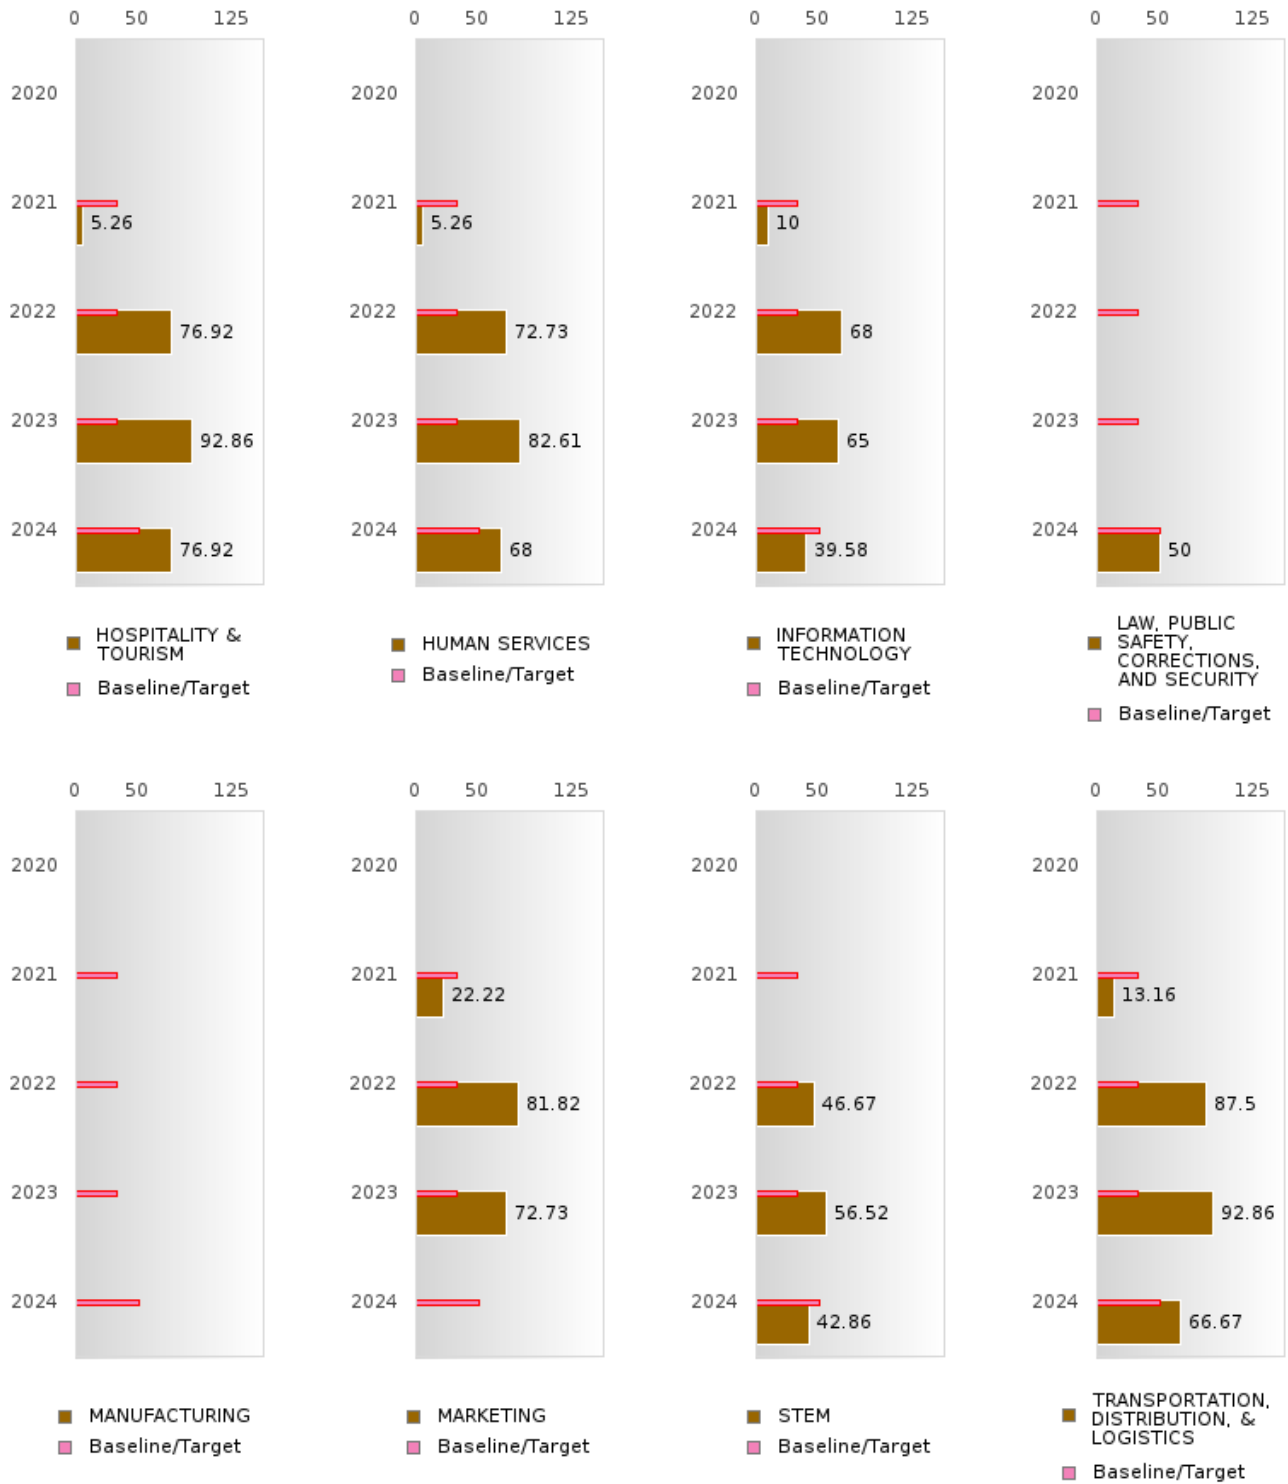 0 50 125
2020
2021
5.26
2022
76.92
2023
92.86
2024
76.92
HOSPITALITY &
TOURISM
Baseline/Target
0 50 125
2020
2021
5.26
2022
72.73
2023
82.61
2024
68
HUMAN SERVICES
Baseline/Target
0 50 125
2020
2021
10
2022
68
2023
65
2024
39.58
INFORMATION
TECHNOLOGY
Baseline/Target
0 50 125
2020
2021
2022
2023
2024
50
LAW, PUBLIC
SAFETY,
CORRECTIONS,
AND SECURITY
Baseline/Target
0 50 125
2020
2021
2022
2023
2024
MANUFACTURING
Baseline/Target
0 50 125
2020
2021
22.22
2022
81.82
2023
72.73
2024
MARKETING
Baseline/Target
0 50 125
2020
2021
2022
46.67
2023
56.52
2024
42.86
STEM
Baseline/Target
0 50 125
2020
2021
13.16
2022
87.5
2023
92.86
2024
66.67
TRANSPORTATION,
DISTRIBUTION, &
LOGISTICS
Baseline/Target